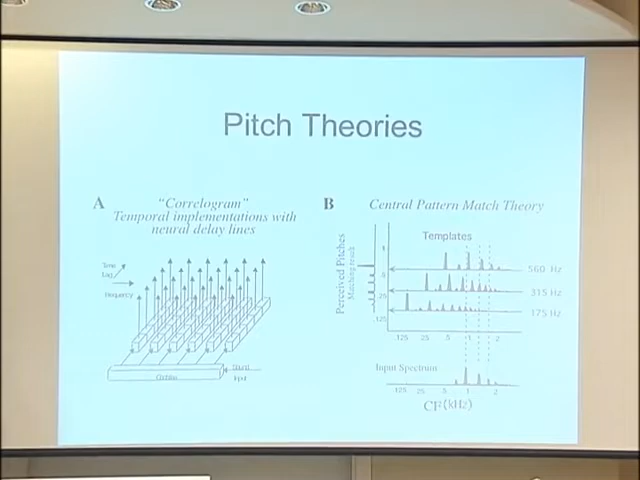 Pitch Theories
A
"Correlogram"
Temporal implementations with
neural delay lines
Time
Lag
Frequency
Cochlea
Sound
Input
B
Central Pattern Match Theory
Templates
Perceived Pitches
Matching result
1
.5
.25
.125
560 Hz
315 Hz
175 Hz
.125 .25 .5 1 2
Input Spectrum
.125 .25 .5 1 2
CF(kHz)